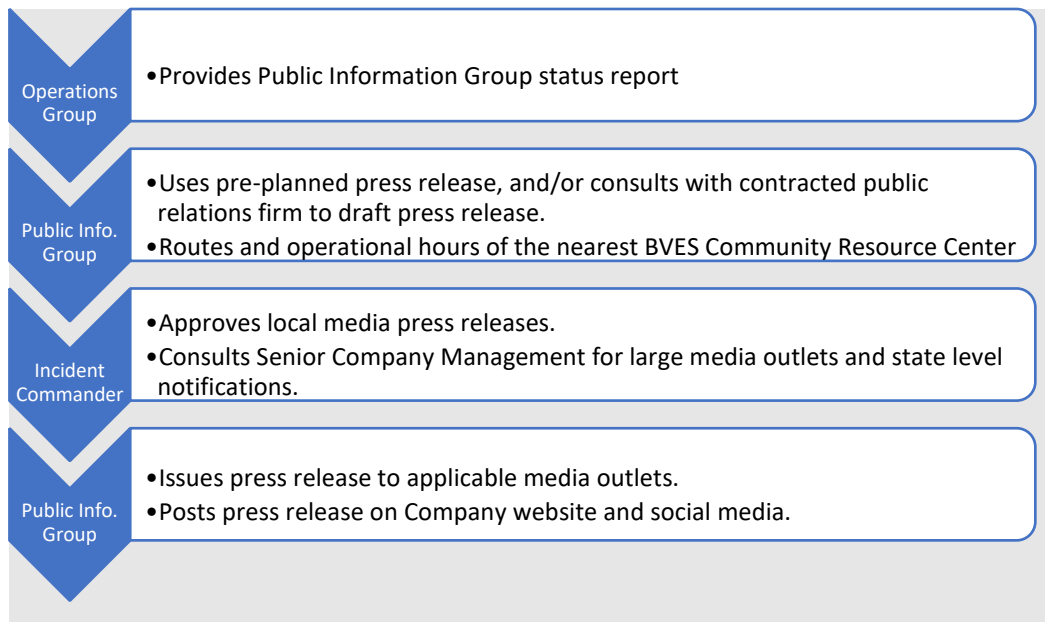 Operations
Group
•Provides Public Information Group status report
Public Info.
Group
•Uses pre-planned press release, and/or consults with contracted public
relations firm to draft press release.
•Routes and operational hours of the nearest BVES Community Resource Center
Incident
Commander
•Approves local media press releases.
•Consults Senior Company Management for large media outlets and state level
notifications.
Public Info.
Group
•Issues press release to applicable media outlets.
•Posts press release on Company website and social media.